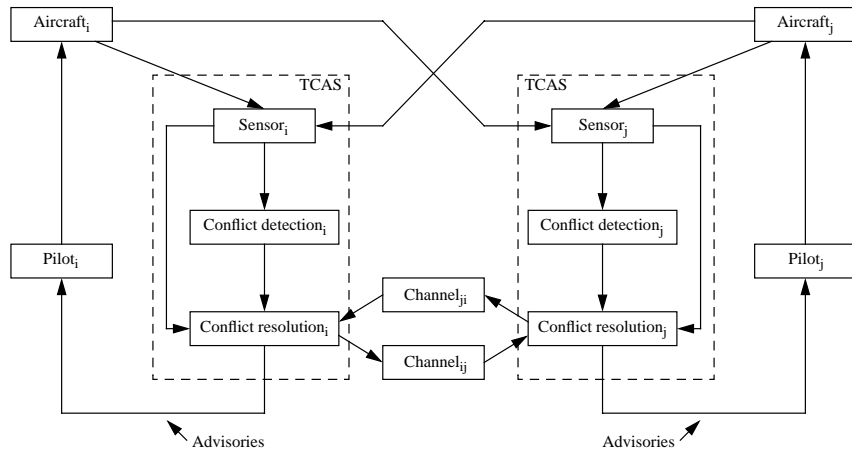 Aircraft_i
Aircraft_j
TCAS
TCAS
Sensor_i
Sensor_j
Conflict detection_i
Conflict detection_j
Pilot_i
Pilot_j
Channel_ji
Conflict resolution_i
Conflict resolution_j
Channel_ij
Advisories
Advisories